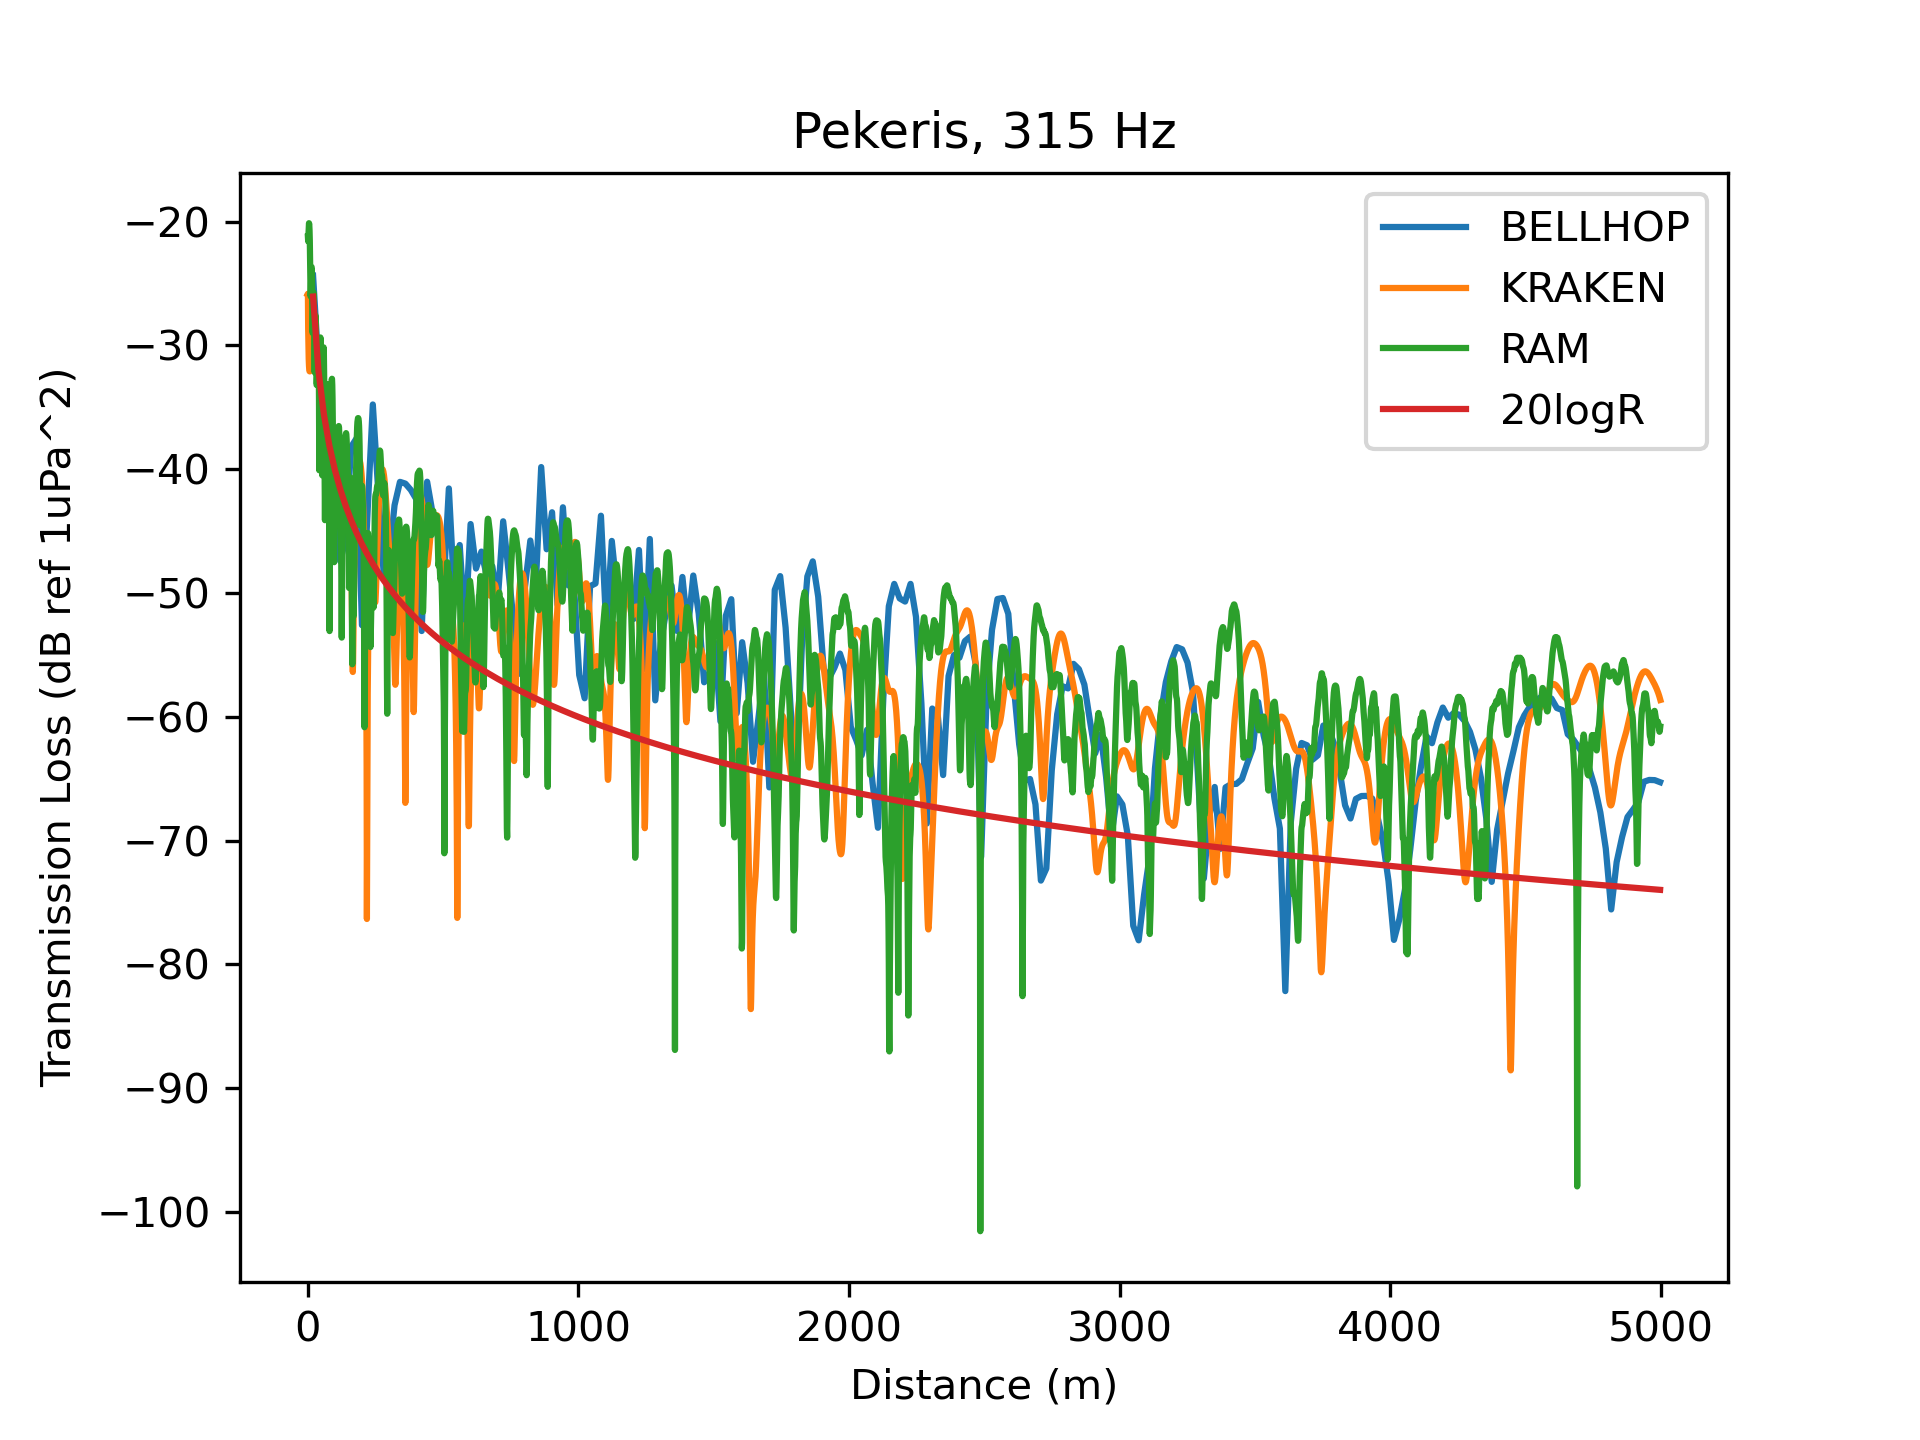 Pekeris, 315 Hz
BELLHOP
KRAKEN
RAM
20logR
Transmission Loss (dB ref 1uPa^2)
−20
−30
−40
−50
−60
−70
−80
−90
−100
0 1000 2000 3000 4000 5000
Distance (m)